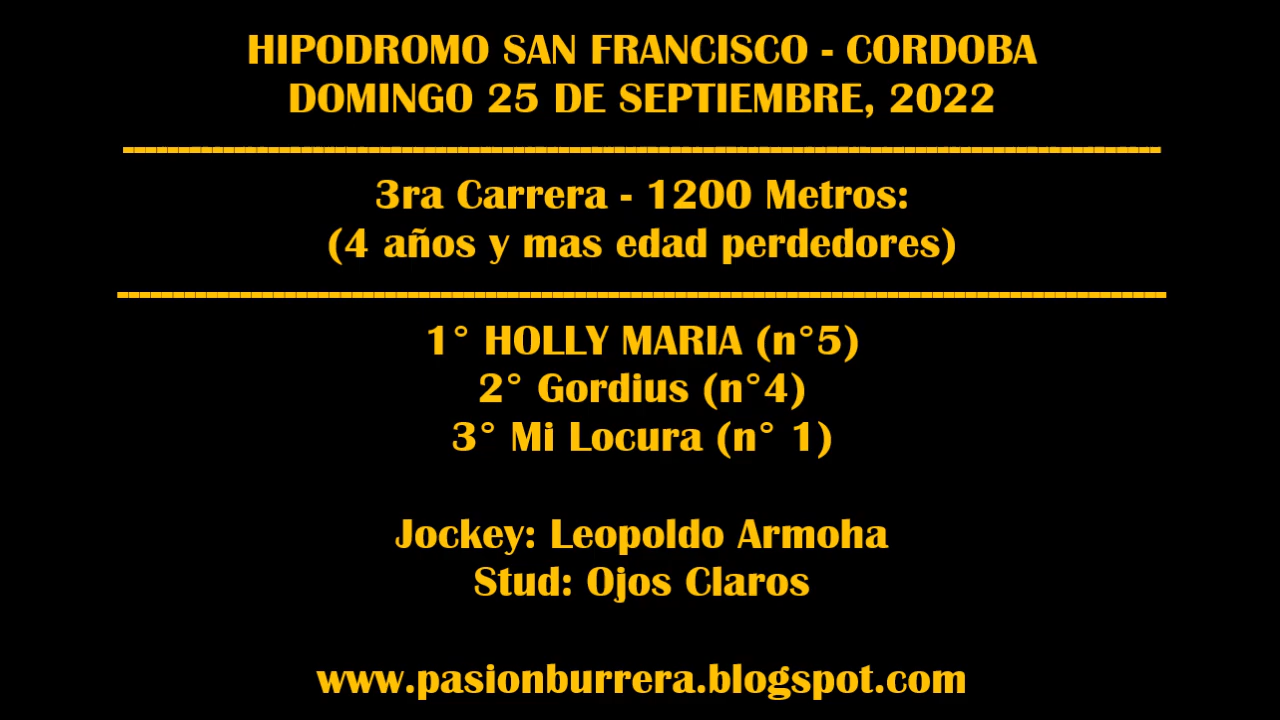 HIPODROMO SAN FRANCISCO - CORDOBA
DOMINGO 25 DE SEPTIEMBRE, 2022
3ra Carrera - 1200 Metros:
(4 años y mas edad perdedores)
1° HOLLY MARIA (n°5)
2° Gordius (n°4)
3° Mi Locura (n° 1)
Jockey: Leopoldo Armoha
Stud: Ojos Claros
www.pasionburrera.blogspot.com